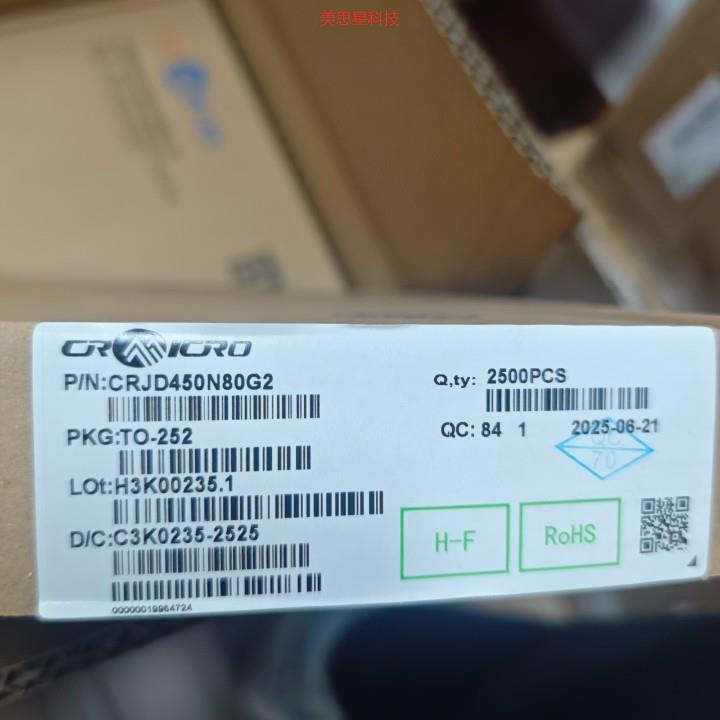 美思星科技
CRMICRO
P/N:CRJD450N80G2
Q,ty: 2500PCS
PKG:TO-252
QC: 84 1 2025-06-21
QC
70
LOt:H3K00235.1
D/C:C3K0235-2525
H-F
RoHS
00000019964724